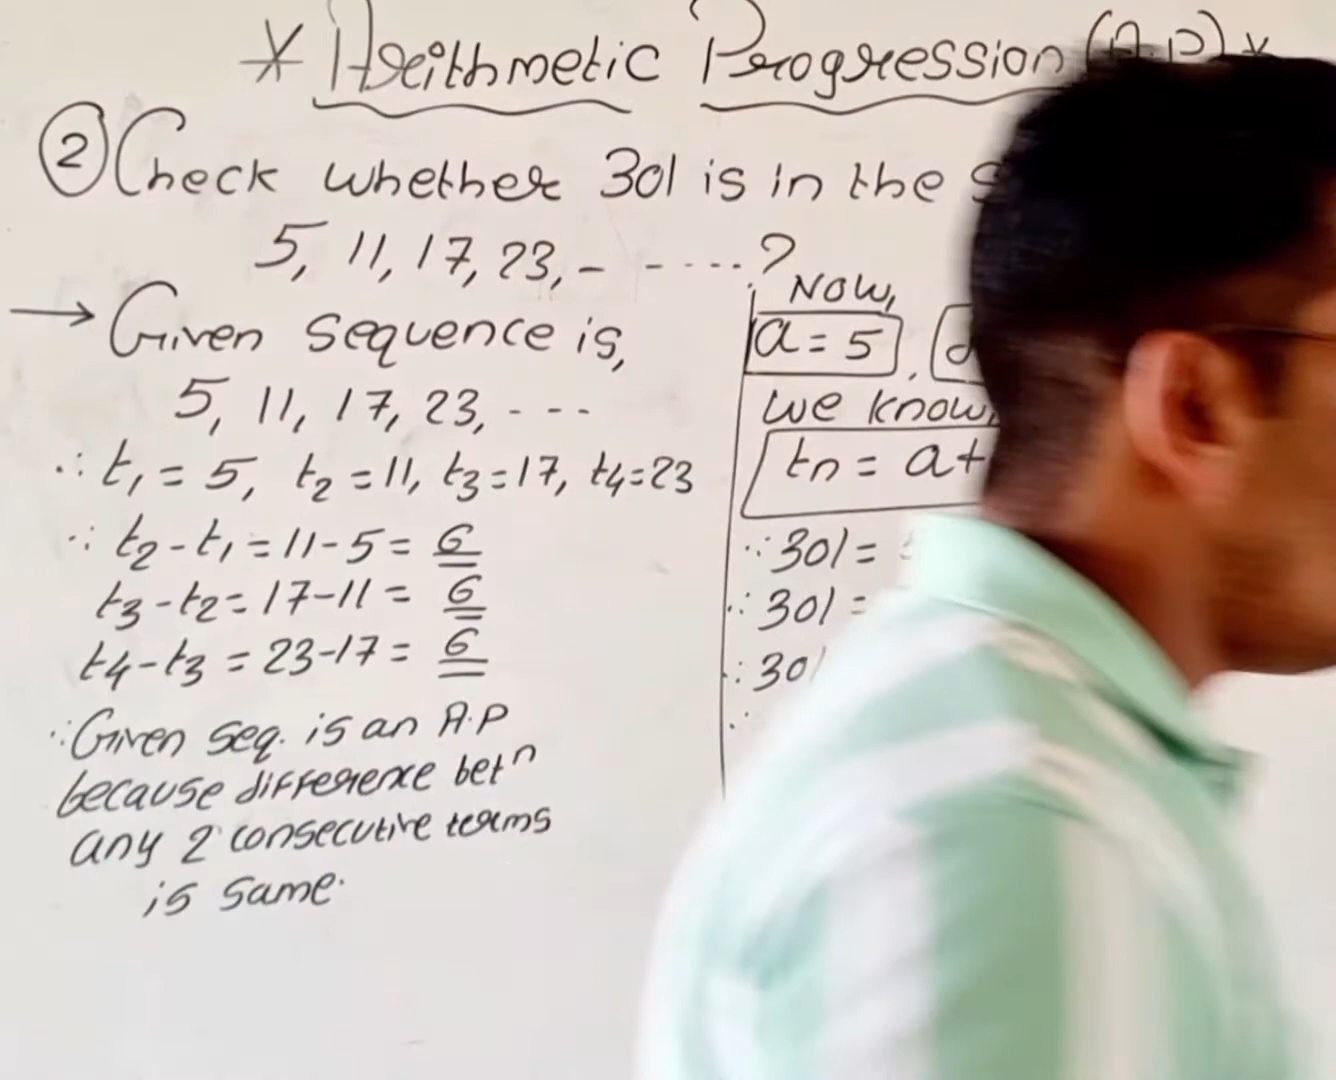 * Arithmetic Progression (A.P) *
② Check whether 301 is in the
5, 11, 17, 23, - - ....?
→ Given sequence is,
5, 11, 17, 23, - - -
∴ t₁ = 5, t₂ = 11, t₃ = 17, t₄ = 23
∴ t₂ - t₁ = 11 - 5 = 6
t₃ - t₂ = 17 - 11 = 6
t₄ - t₃ = 23 - 17 = 6
∴ Given seq. is an A.P
because difference betⁿ
any 2 consecutive terms
is same.
Now,
a = 5,
we know,
tn = a +
∴ 301 =
∴ 301 =
∴ 301
∴